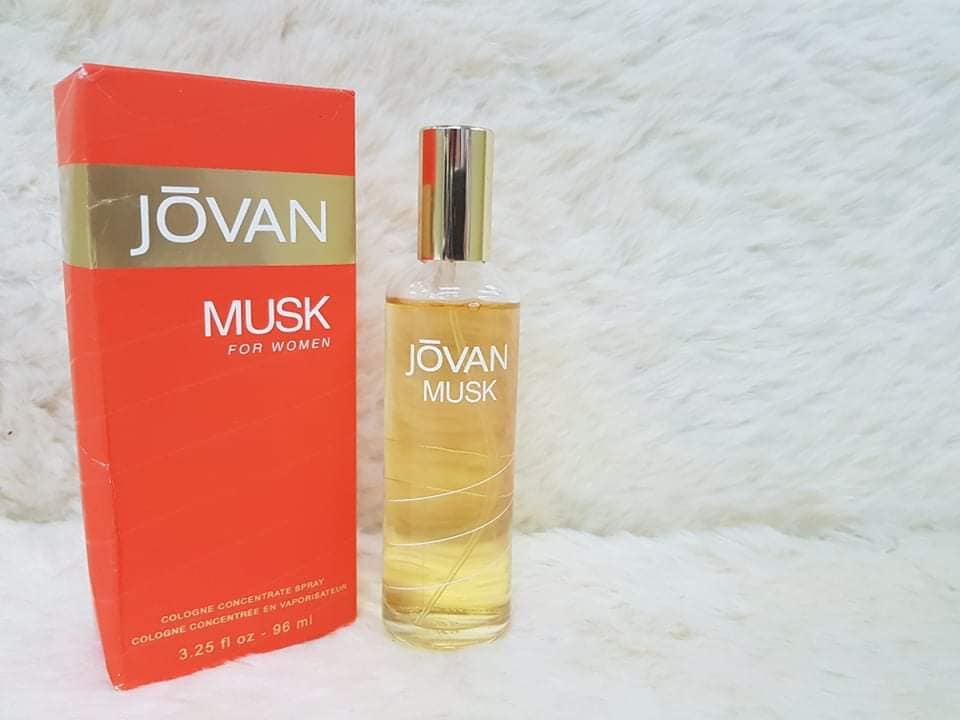 JŌVAN
MUSK
FOR WOMEN
COLOGNE CONCENTRATE SPRAY
COLOGNE CONCENTRÉE EN VAPORISATEUR
3.25 fl oz - 96 ml
JŌVAN
MUSK